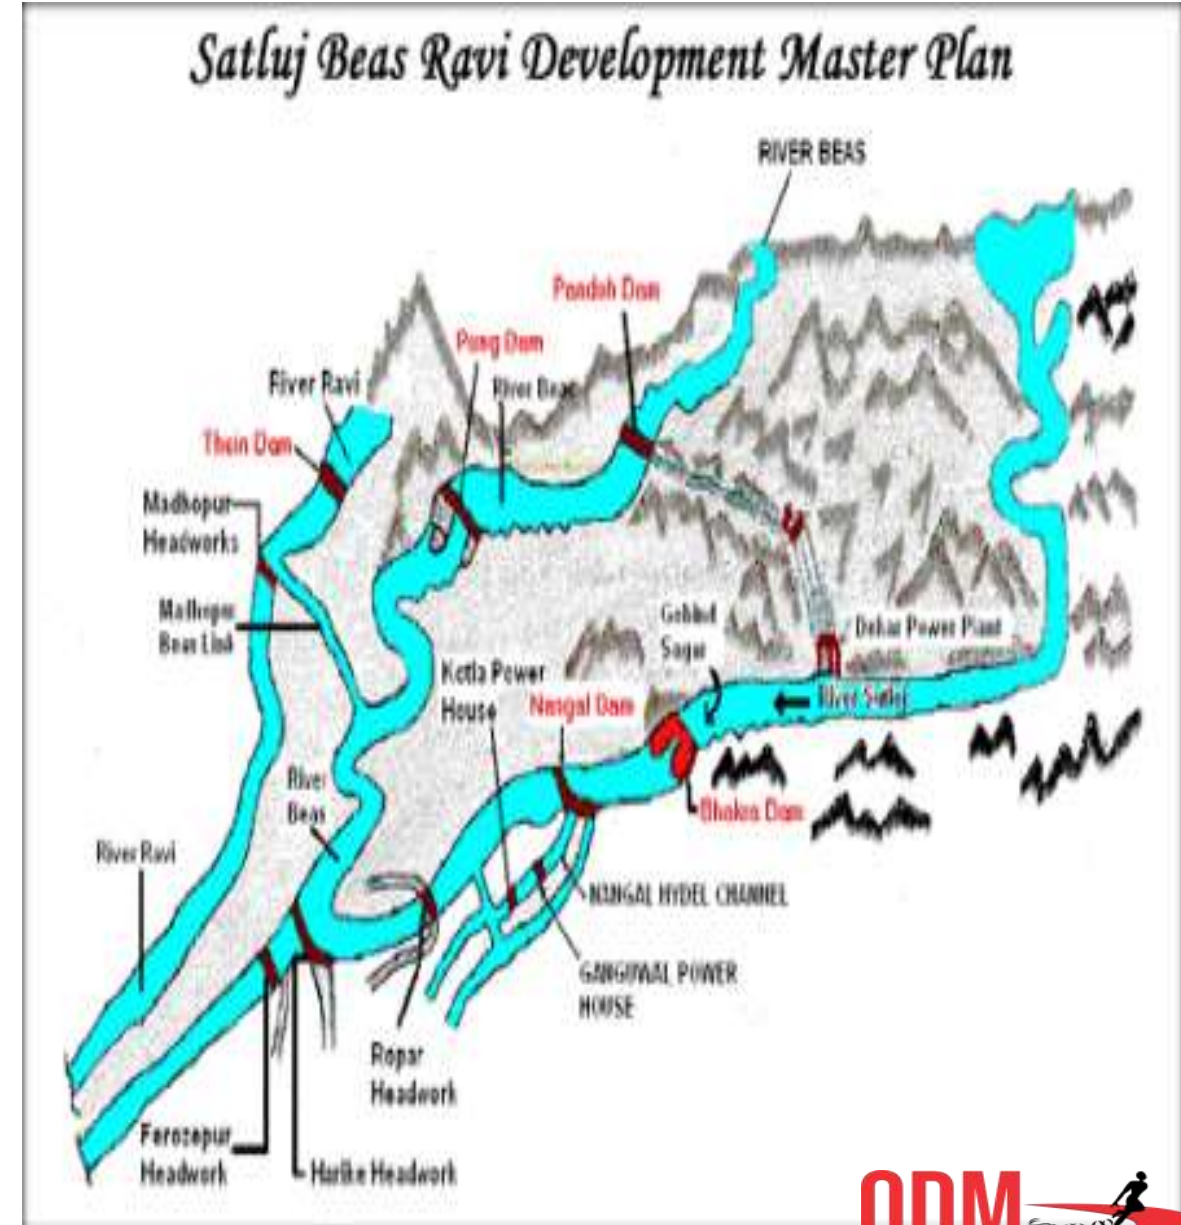 Satluj Beas Ravi Development Master Plan
RIVER BEAS
Pandoh Dam
Pong Dam
River Ravi
River Beas
Thein Dam
Madhopur
Headworks
Madhopur
Beas Link
Gobind
Sagar
Dehar Power Plant
Kotla Power
House
Nangal Dam
River Satluj
River
Beas
Bhakra Dam
River Ravi
NANGAL HYDEL CHANNEL
GANGUWAL POWER
HOUSE
Ropar
Headwork
Ferozepur
Headwork
Harike Headwork
ODM